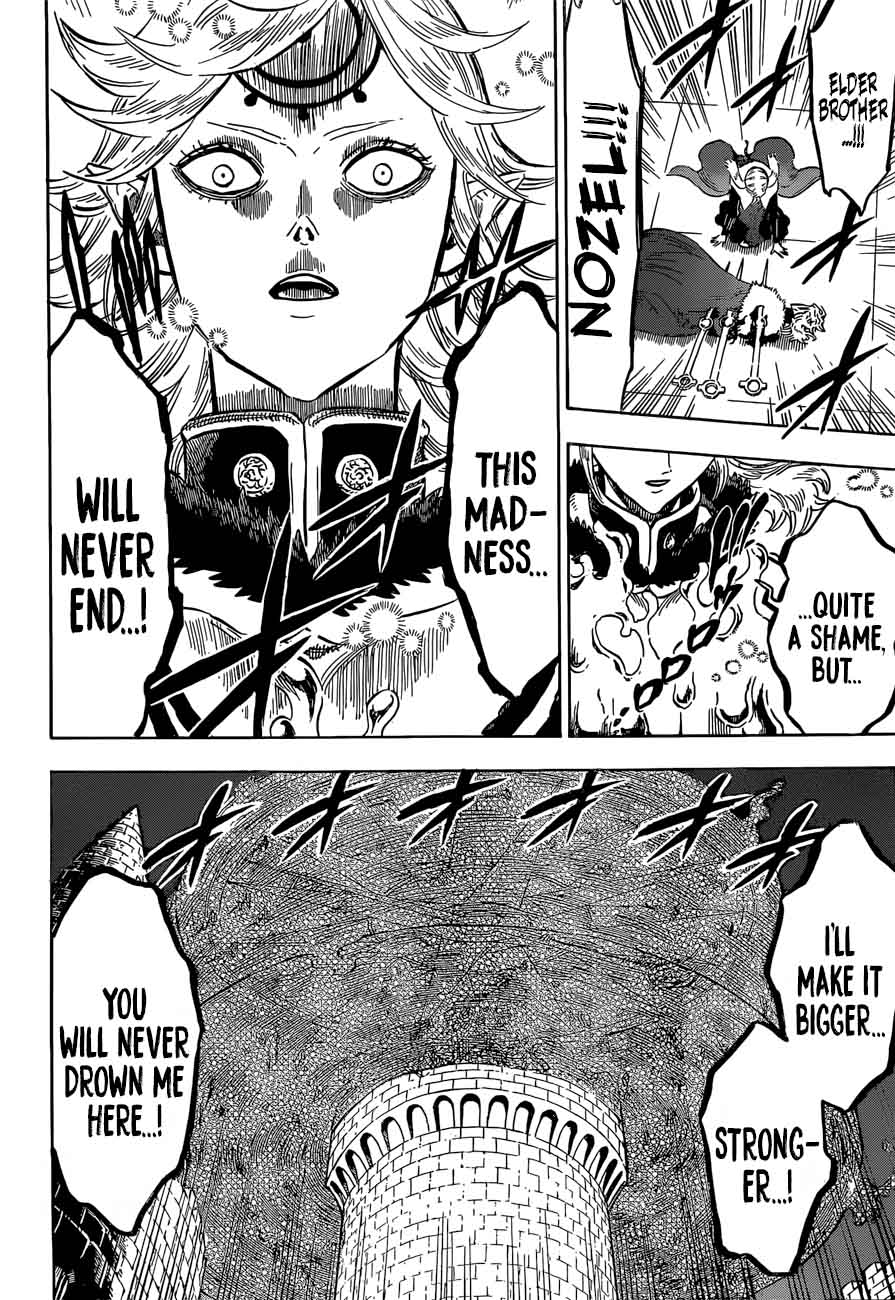 ELDER
BROTHER
...!!!
NOZEL!!!
...QUITE
A SHAME,
BUT...
THIS
MAD-
NESS...
WILL
NEVER
END...!
I'LL
MAKE IT
BIGGER...
STRONG-
ER...!
YOU
WILL NEVER
DROWN ME
HERE...!